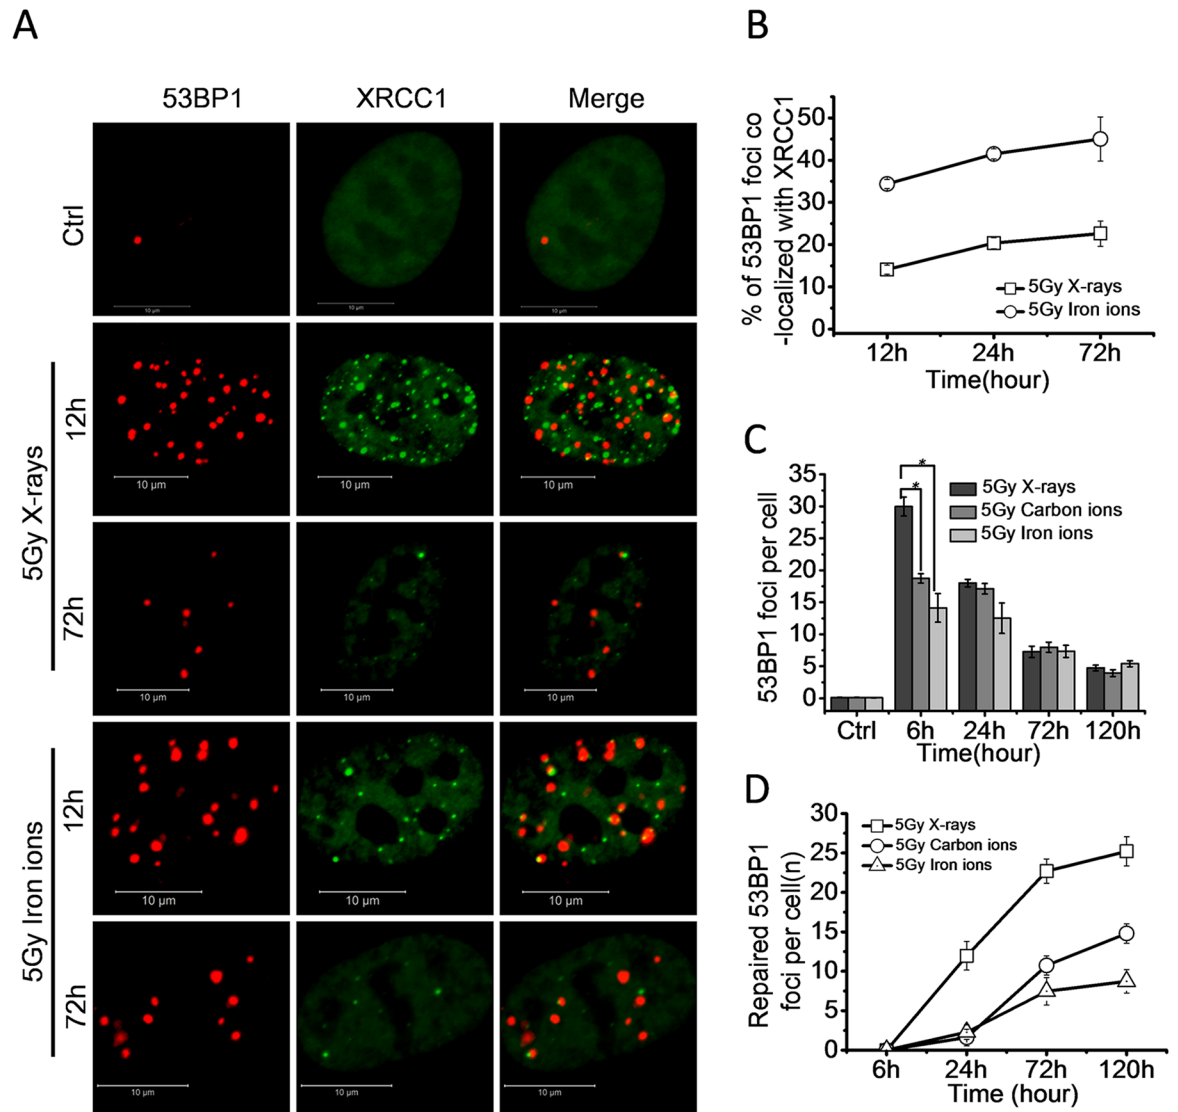 A
53BP1 XRCC1 Merge
Ctrl
10 µm 10 µm 10 µm
5Gy X-rays
12h
10 µm 10 µm 10 µm
72h
10 µm 10 µm 10 µm
5Gy Iron ions
12h
10 µm 10 µm 10 µm
72h
10 µm 10 µm 10 µm
B
% of 53BP1 foci co
-localized with XRCC1
50
40
30
20
10
0
5Gy X-rays
5Gy Iron ions
12h 24h 72h
Time(hour)
C
53BP1 foci per cell
35
30
25
20
15
10
5
0
*
*
5Gy X-rays
5Gy Carbon ions
5Gy Iron ions
Ctrl 6h 24h 72h 120h
Time(hour)
D
Repaired 53BP1
foci per cell(n)
30
25
20
15
10
5
0
5Gy X-rays
5Gy Carbon ions
5Gy Iron ions
6h 24h 72h 120h
Time (hour)